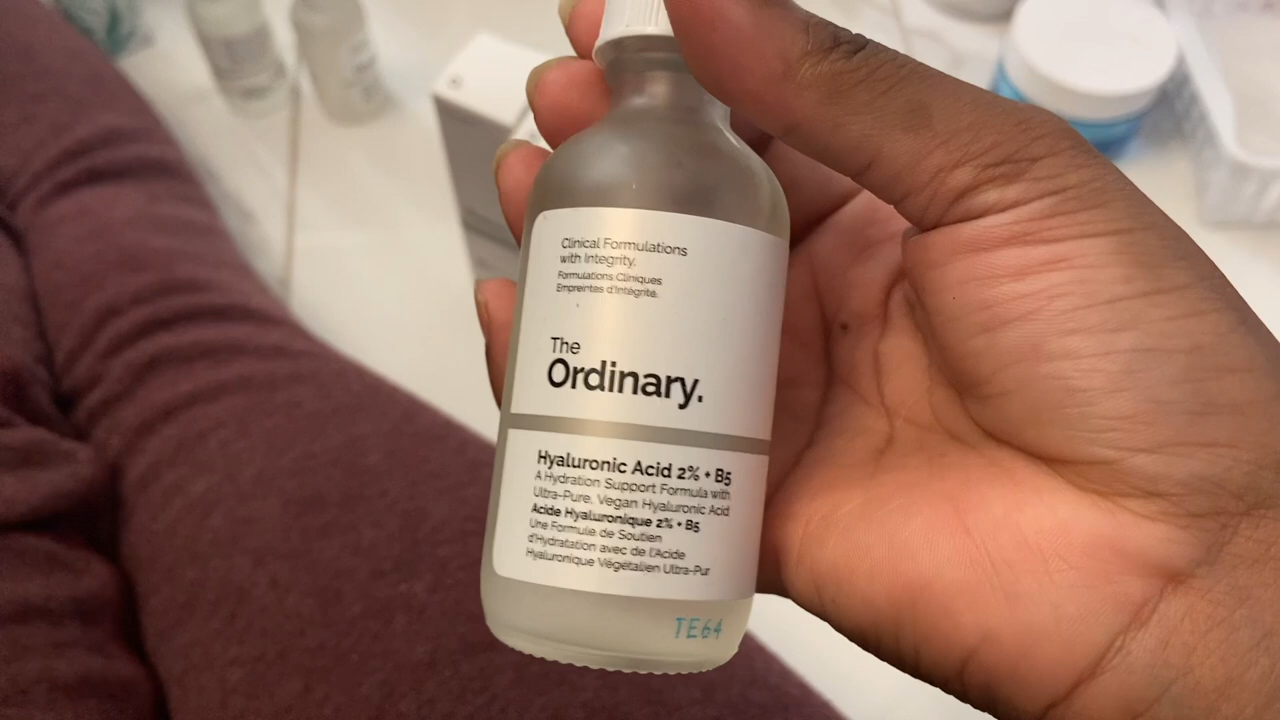 Clinical Formulations
with Integrity.
Formulations Cliniques
Empreintes d'Intégrité.
The
Ordinary.
Hyaluronic Acid 2% + B5
A Hydration Support Formula with
Ultra-Pure, Vegan Hyaluronic Acid
Acide Hyaluronique 2% + B5
Une Formule de Soutien
d'Hydratation avec de l'Acide
Hyaluronique Végétalien Ultra-Pur
TE64